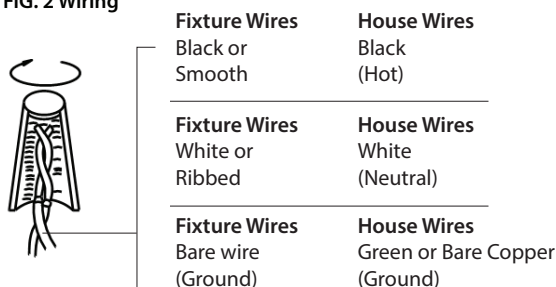 FIG. 2 Wiring
Fixture Wires House Wires
Black or Black
Smooth (Hot)
Fixture Wires House Wires
White or White
Ribbed (Neutral)
Fixture Wires House Wires
Bare wire Green or Bare Copper
(Ground) (Ground)